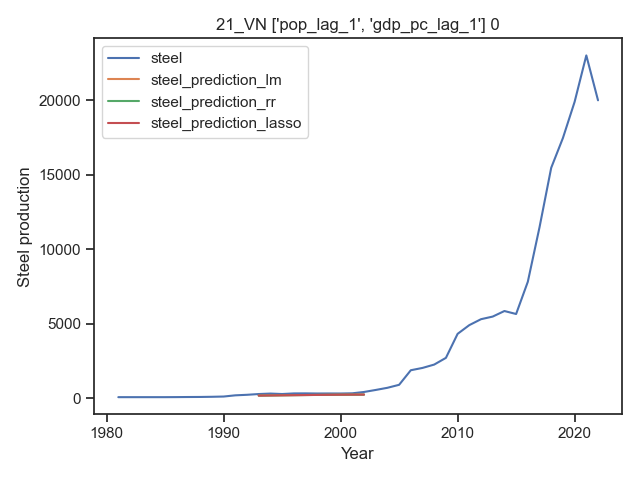 21_VN ['pop_lag_1', 'gdp_pc_lag_1'] 0
steel
steel_prediction_lm
steel_prediction_rr
steel_prediction_lasso
Steel production
20000
15000
10000
5000
0
1980 1990 2000 2010 2020
Year